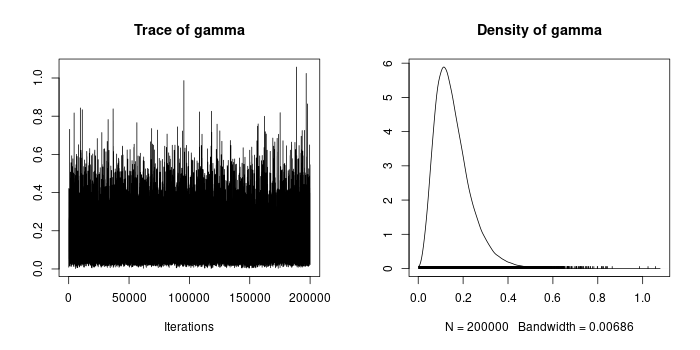 Trace of gamma
0.0 0.2 0.4 0.6 0.8 1.0
0 50000 100000 150000 200000
Iterations
Density of gamma
0 1 2 3 4 5 6
0.0 0.2 0.4 0.6 0.8 1.0
N = 200000 Bandwidth = 0.00686